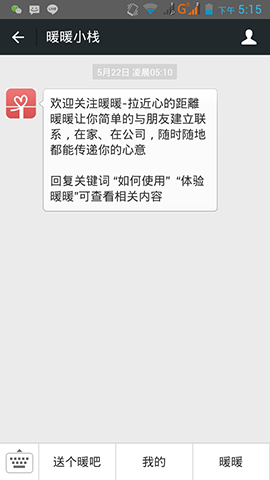 下午 5:15
暖暖小栈
5月22日 凌晨05:10
欢迎关注暖暖-拉近心的距離
暖暖让你简单的与朋友建立联
系，在家、在公司，随时随地
都能传递你的心意
回复关键词 “如何使用” “体验
暖暖”可查看相关内容
送个暖吧
我的
暖暖